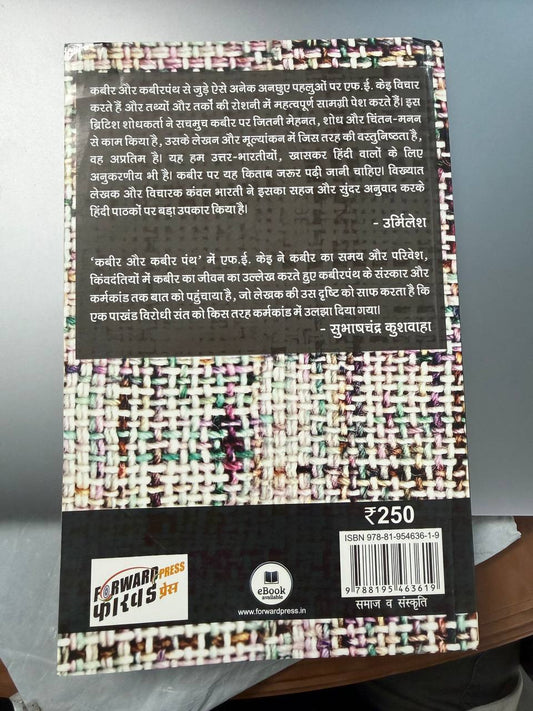 कबीर और कबीरपंथ से जुड़े ऐसे अनेक अनछुए पहलुओं पर एफ.ई. केइ विचार
करते हैं और तथ्यों और तर्कों की रोशनी में महत्वपूर्ण सामग्री पेश करते हैं। इस
ब्रिटिश शोधकर्ता ने सचमुच कबीर पर जितनी मेहनत, शोध और चिंतन-मनन
से काम किया है, उसके लेखन और मूल्यांकन में जिस तरह की वस्तुनिष्ठता है,
वह अप्रतिम है। यह हम उत्तर-भारतीयों, खासकर हिंदी वालों के लिए
अनुकरणीय भी है। कबीर पर यह किताब जरूर पढ़ी जानी चाहिए। विख्यात
लेखक और विचारक कंवल भारती ने इसका सहज और सुंदर अनुवाद करके
हिंदी पाठकों पर बड़ा उपकार किया है।
- उर्मिलेश
‘कबीर और कबीर पंथ’ में एफ.ई. केइ ने कबीर का समय और परिवेश,
किंवदंतियों में कबीर का जीवन का उल्लेख करते हुए कबीरपंथ के संस्कार और
कर्मकांड तक बात को पहुंचाया है, जो लेखक की उस दृष्टि को साफ करता है कि
एक पाखंड विरोधी संत को किस तरह कर्मकांड में उलझा दिया गया।
- सुभाषचंद्र कुशवाहा
₹250
ISBN 978-81-954636-1-9
9 788195 463619
समाज व संस्कृति
FORWARD PRESS
फारवर्ड प्रेस
eBook
available
www.forwardpress.in